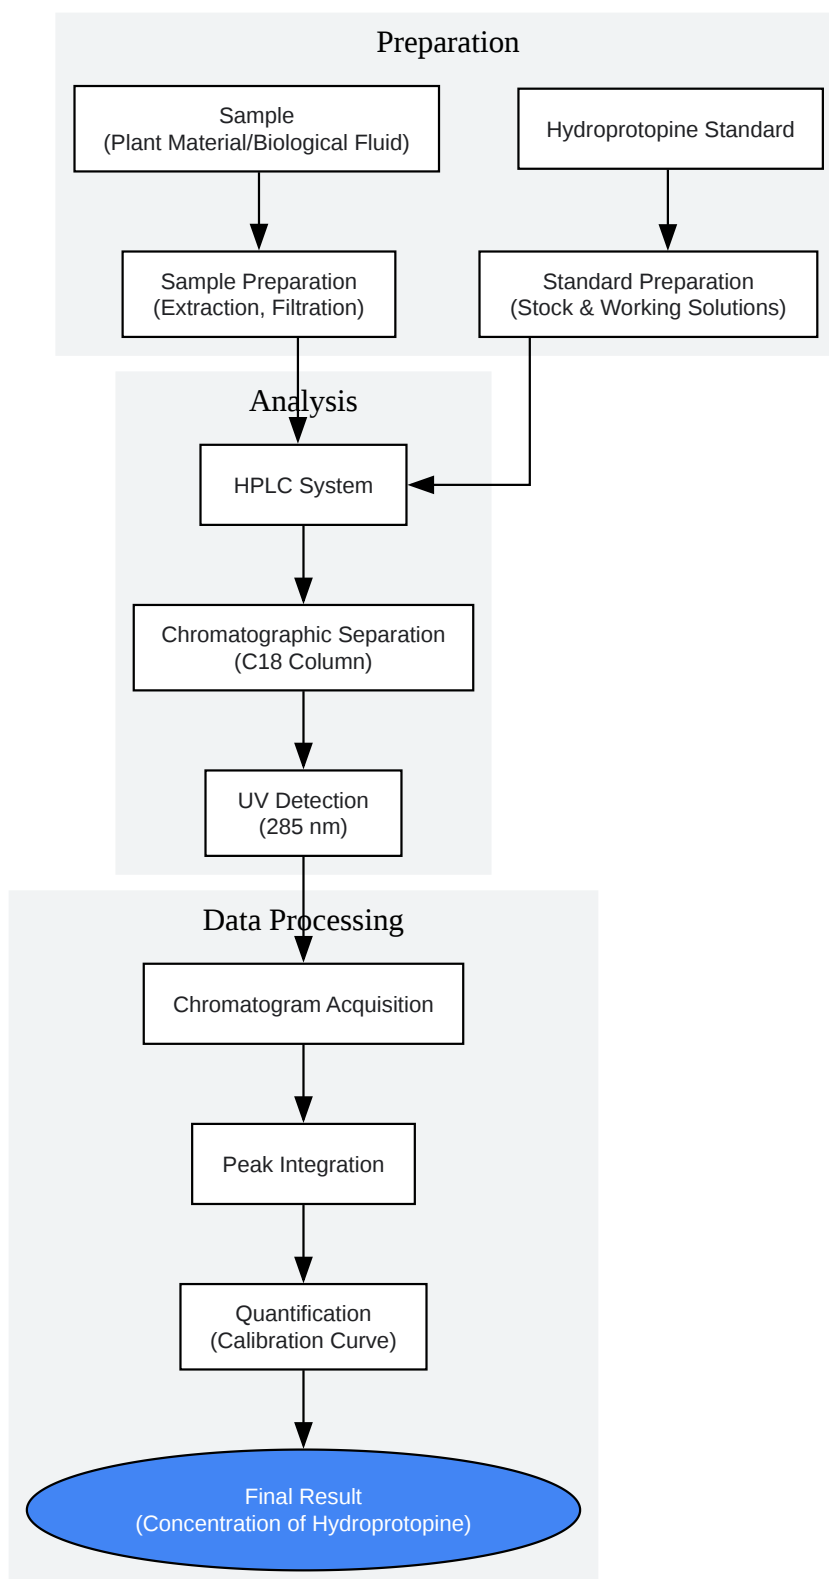 Preparation
Sample
(Plant Material/Biological Fluid)
Hydroprotopine Standard
Sample Preparation
(Extraction, Filtration)
Standard Preparation
(Stock & Working Solutions)
Analysis
HPLC System
Chromatographic Separation
(C18 Column)
UV Detection
(285 nm)
Data Processing
Chromatogram Acquisition
Peak Integration
Quantification
(Calibration Curve)
Final Result
(Concentration of Hydroprotopine)